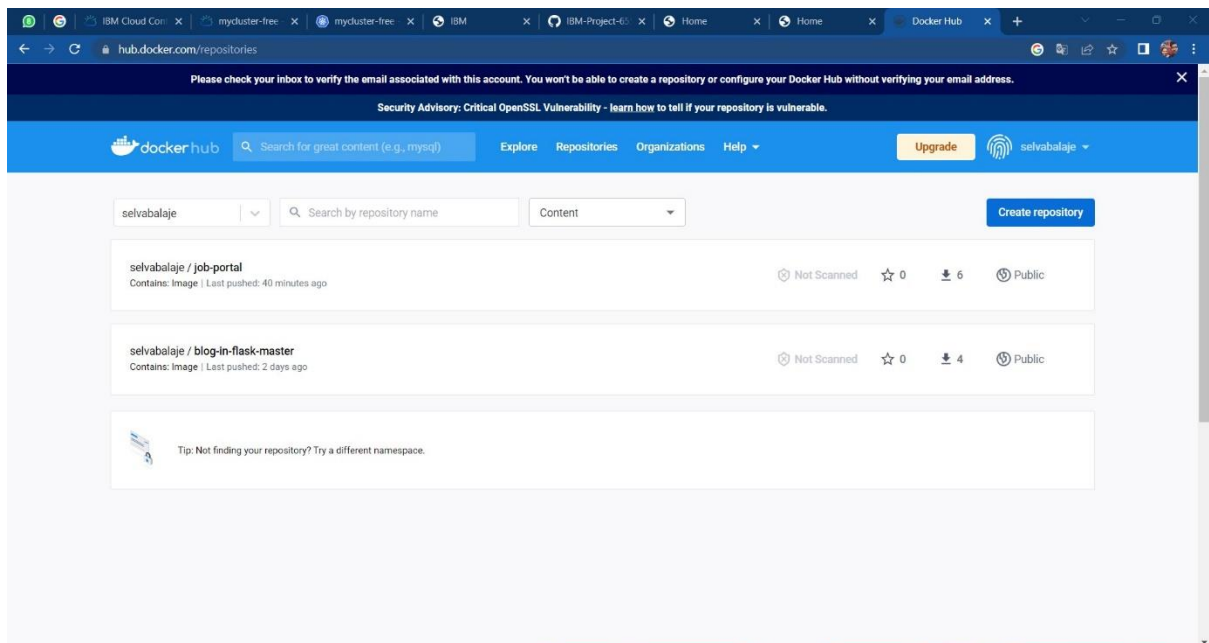 IBM Cloud Con
mycluster-free
mycluster-free
IBM
IBM-Project-65
Home
Home
Docker Hub
hub.docker.com/repositories
Please check your inbox to verify the email associated with this account. You won't be able to create a repository or configure your Docker Hub without verifying your email address.
Security Advisory: Critical OpenSSL Vulnerability - learn how to tell if your repository is vulnerable.
dockerhub Search for great content (e.g., mysql) Explore Repositories Organizations Help Upgrade selvabalaje
selvabalaje Search by repository name Content Create repository
selvabalaje / job-portal
Contains: Image | Last pushed: 40 minutes ago
Not Scanned 0 6 Public
selvabalaje / blog-in-flask-master
Contains: Image | Last pushed: 2 days ago
Not Scanned 0 4 Public
Tip: Not finding your repository? Try a different namespace.